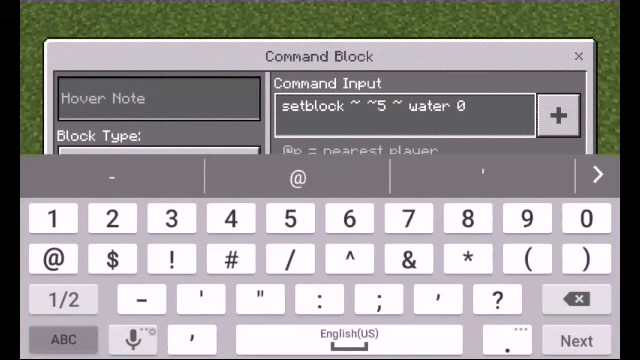 Command Block
×
Hover Note
Command Input
setblock ~ ~5 ~ water 0
+
Block Type:
@p = nearest player
- @ ' >
1 2 3 4 5 6 7 8 9 0
@ $ ! # / ^ & * ( )
1/2 - ' " : ; , ?
ABC , English(US) . Next